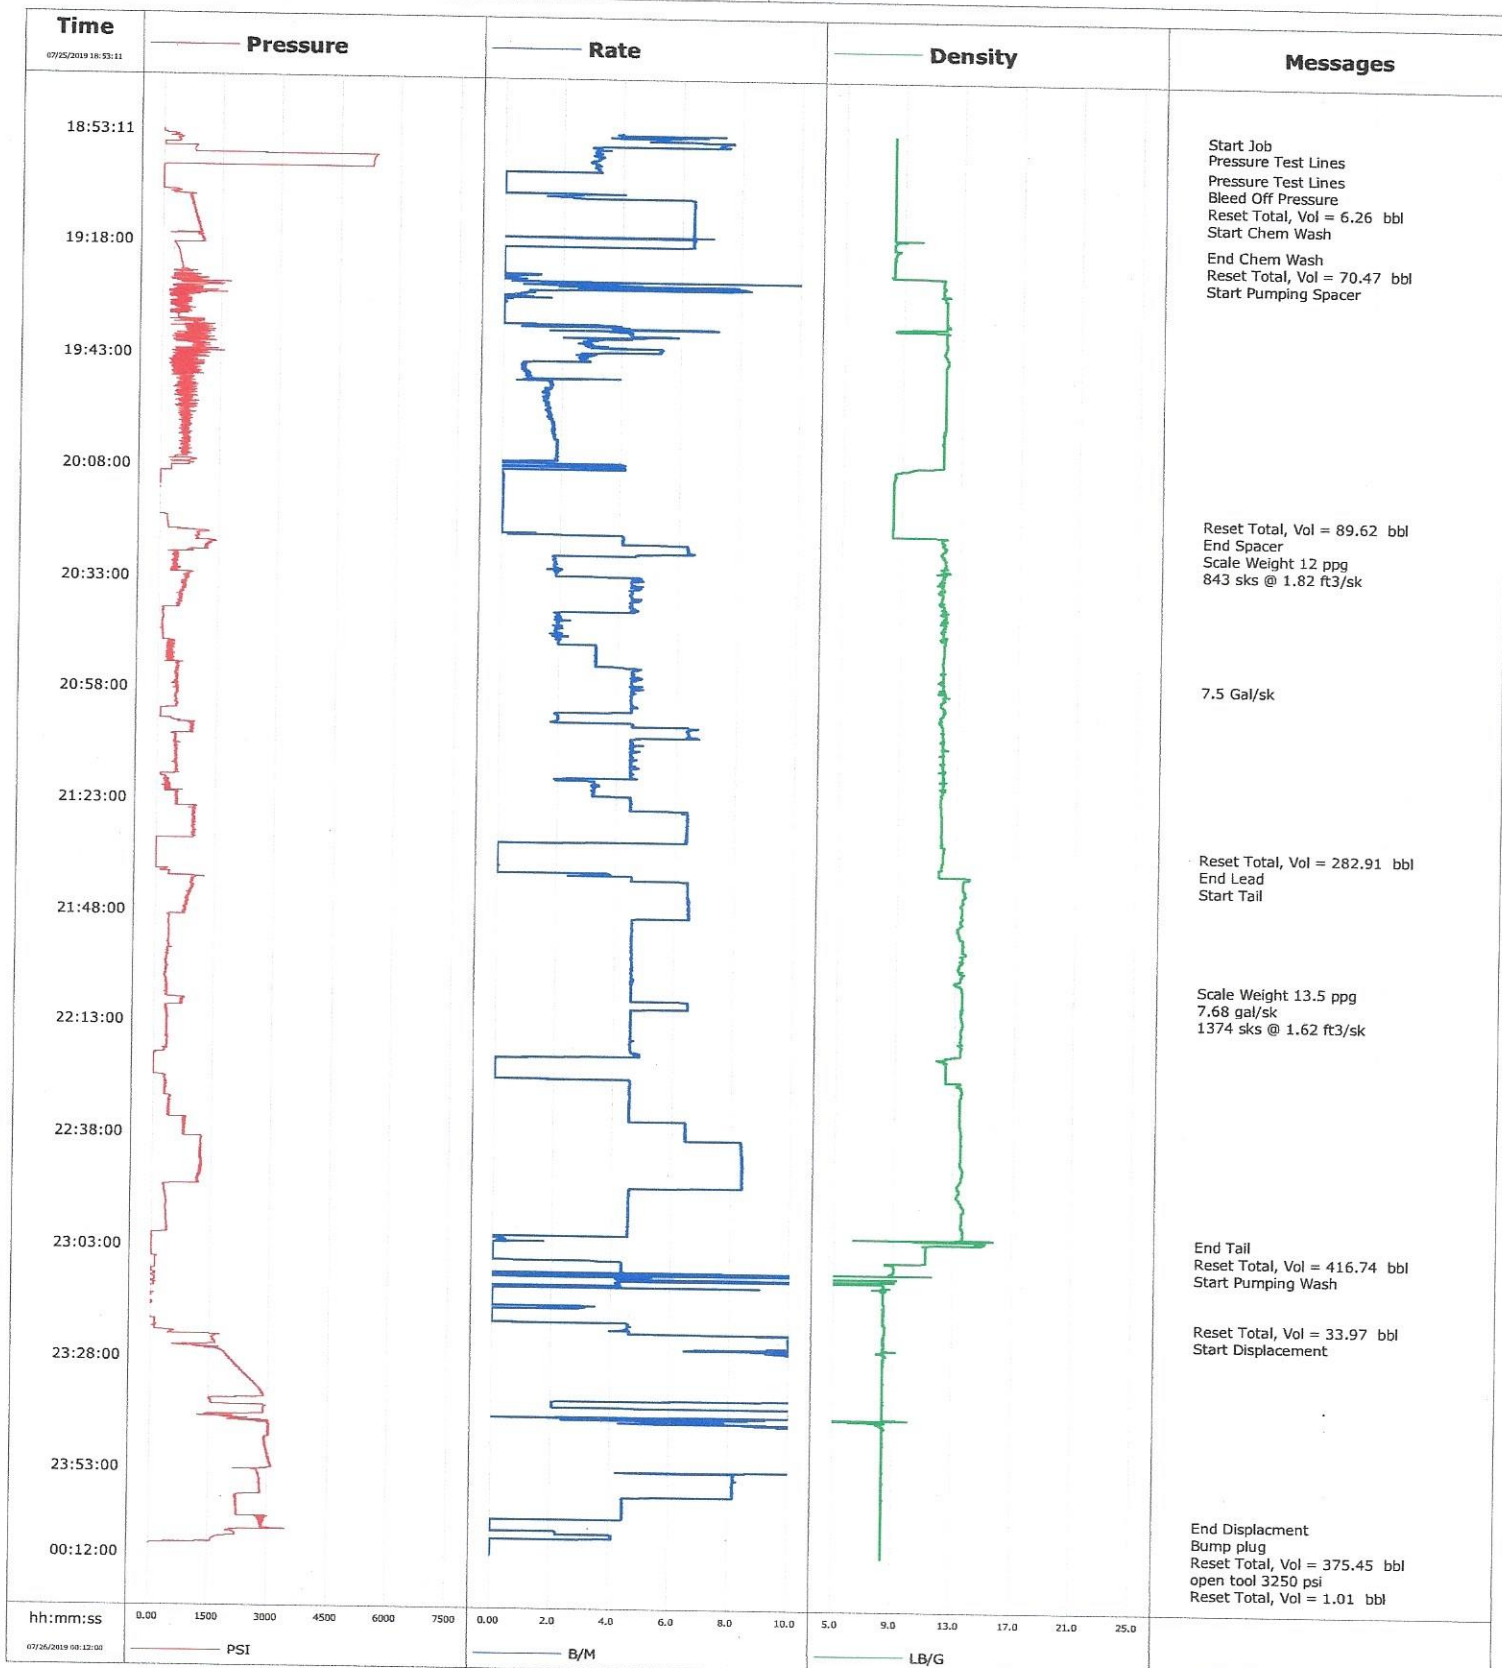 Time
07/25/2019 18:53:11
Pressure
Rate
Density
Messages
18:53:11
19:18:00
19:43:00
20:08:00
20:33:00
20:58:00
21:23:00
21:48:00
22:13:00
22:38:00
23:03:00
23:28:00
23:53:00
00:12:00
Start Job
Pressure Test Lines
Pressure Test Lines
Bleed Off Pressure
Reset Total, Vol = 6.26 bbl
Start Chem Wash
End Chem Wash
Reset Total, Vol = 70.47 bbl
Start Pumping Spacer
Reset Total, Vol = 89.62 bbl
End Spacer
Scale Weight 12 ppg
843 sks @ 1.82 ft3/sk
7.5 Gal/sk
Reset Total, Vol = 282.91 bbl
End Lead
Start Tail
Scale Weight 13.5 ppg
7.68 gal/sk
1374 sks @ 1.62 ft3/sk
End Tail
Reset Total, Vol = 416.74 bbl
Start Pumping Wash
Reset Total, Vol = 33.97 bbl
Start Displacement
End Displacment
Bump plug
Reset Total, Vol = 375.45 bbl
open tool 3250 psi
Reset Total, Vol = 1.01 bbl
hh:mm:ss
07/26/2019 00:12:00
0.00 1500 3000 4500 6000 7500
PSI
0.00 2.0 4.0 6.0 8.0 10.0
B/M
5.0 9.0 13.0 17.0 21.0 25.0
LB/G